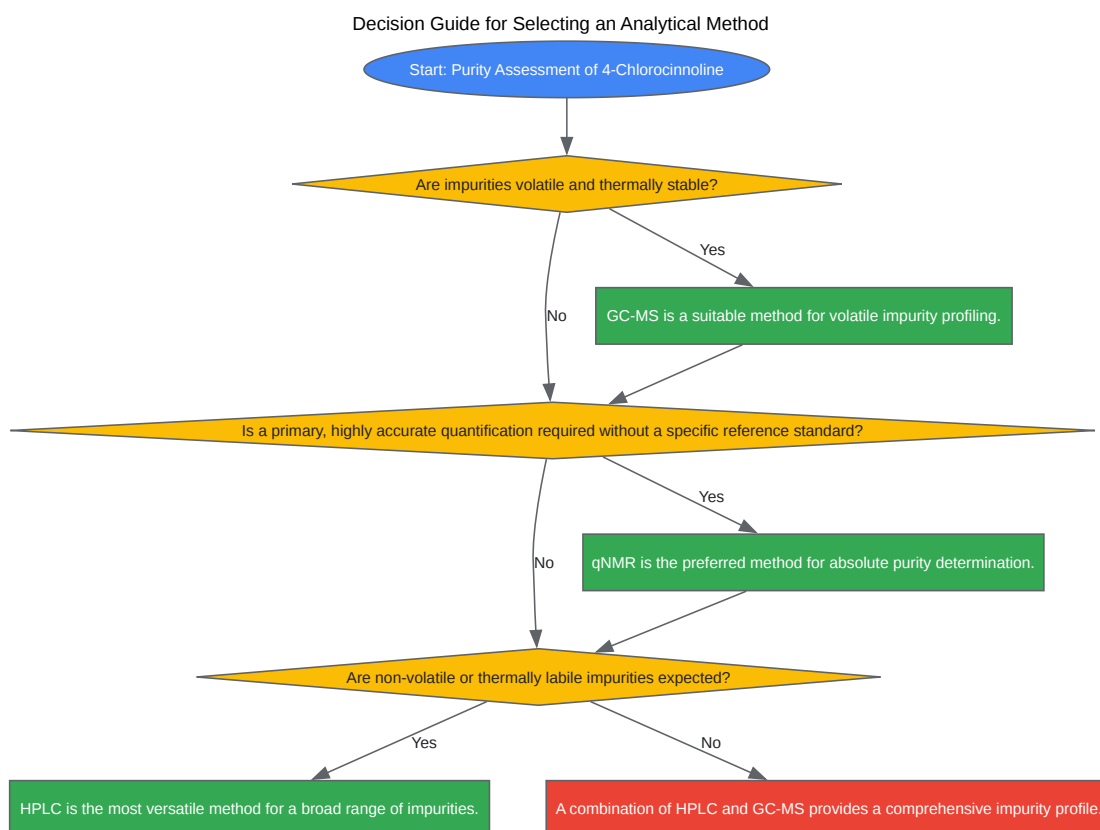 Decision Guide for Selecting an Analytical Method
Start: Purity Assessment of 4-Chlorocinnoline
Are impurities volatile and thermally stable?
Yes
No
GC-MS is a suitable method for volatile impurity profiling.
Is a primary, highly accurate quantification required without a specific reference standard?
Yes
No
qNMR is the preferred method for absolute purity determination.
Are non-volatile or thermally labile impurities expected?
Yes
No
HPLC is the most versatile method for a broad range of impurities.
A combination of HPLC and GC-MS provides a comprehensive impurity profile.